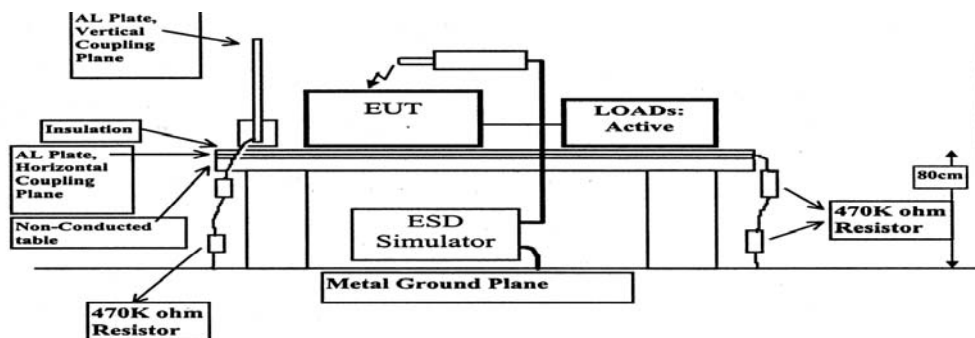 AL Plate,
Vertical
Coupling
Plane
EUT
LOADs:
Active
Insulation
AL Plate,
Horizontal
Coupling
Plane
Non-Conducted
table
80cm
ESD
Simulator
470K ohm
Resistor
Metal Ground Plane
470K ohm
Resistor